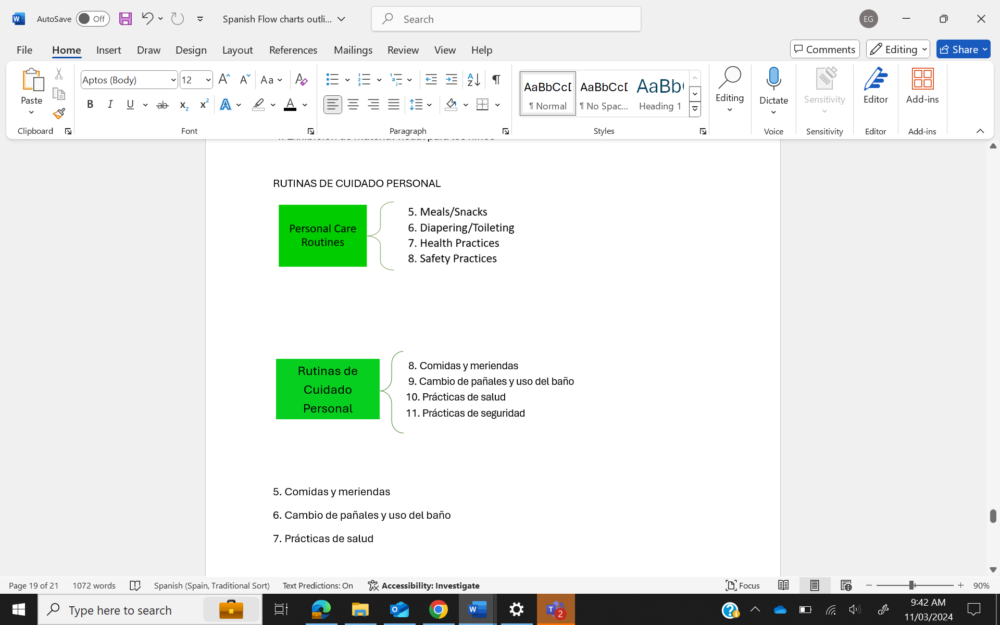 AutoSave Off Spanish Flow charts outli... Search EG
File Home Insert Draw Design Layout References Mailings Review View Help Comments Editing Share
Aptos (Body) 12 Aa
Paste B I U ab x₂ x² A A
AaBbCcD AaBbCcD AaBb
¶ Normal ¶ No Spac... Heading 1
Editing Dictate Sensitivity Editor Add-ins
Clipboard Font Paragraph Styles Voice Sensitivity Editor Add-ins
RUTINAS DE CUIDADO PERSONAL
Personal Care
Routines
5. Meals/Snacks
6. Diapering/Toileting
7. Health Practices
8. Safety Practices
Rutinas de
Cuidado
Personal
8. Comidas y meriendas
9. Cambio de pañales y uso del baño
10. Prácticas de salud
11. Prácticas de seguridad
5. Comidas y meriendas
6. Cambio de pañales y uso del baño
7. Prácticas de salud
Page 19 of 21 1072 words Spanish (Spain, Traditional Sort) Text Predictions: On Accessibility: Investigate Focus 90%
Type here to search 2 9:42 AM
11/03/2024